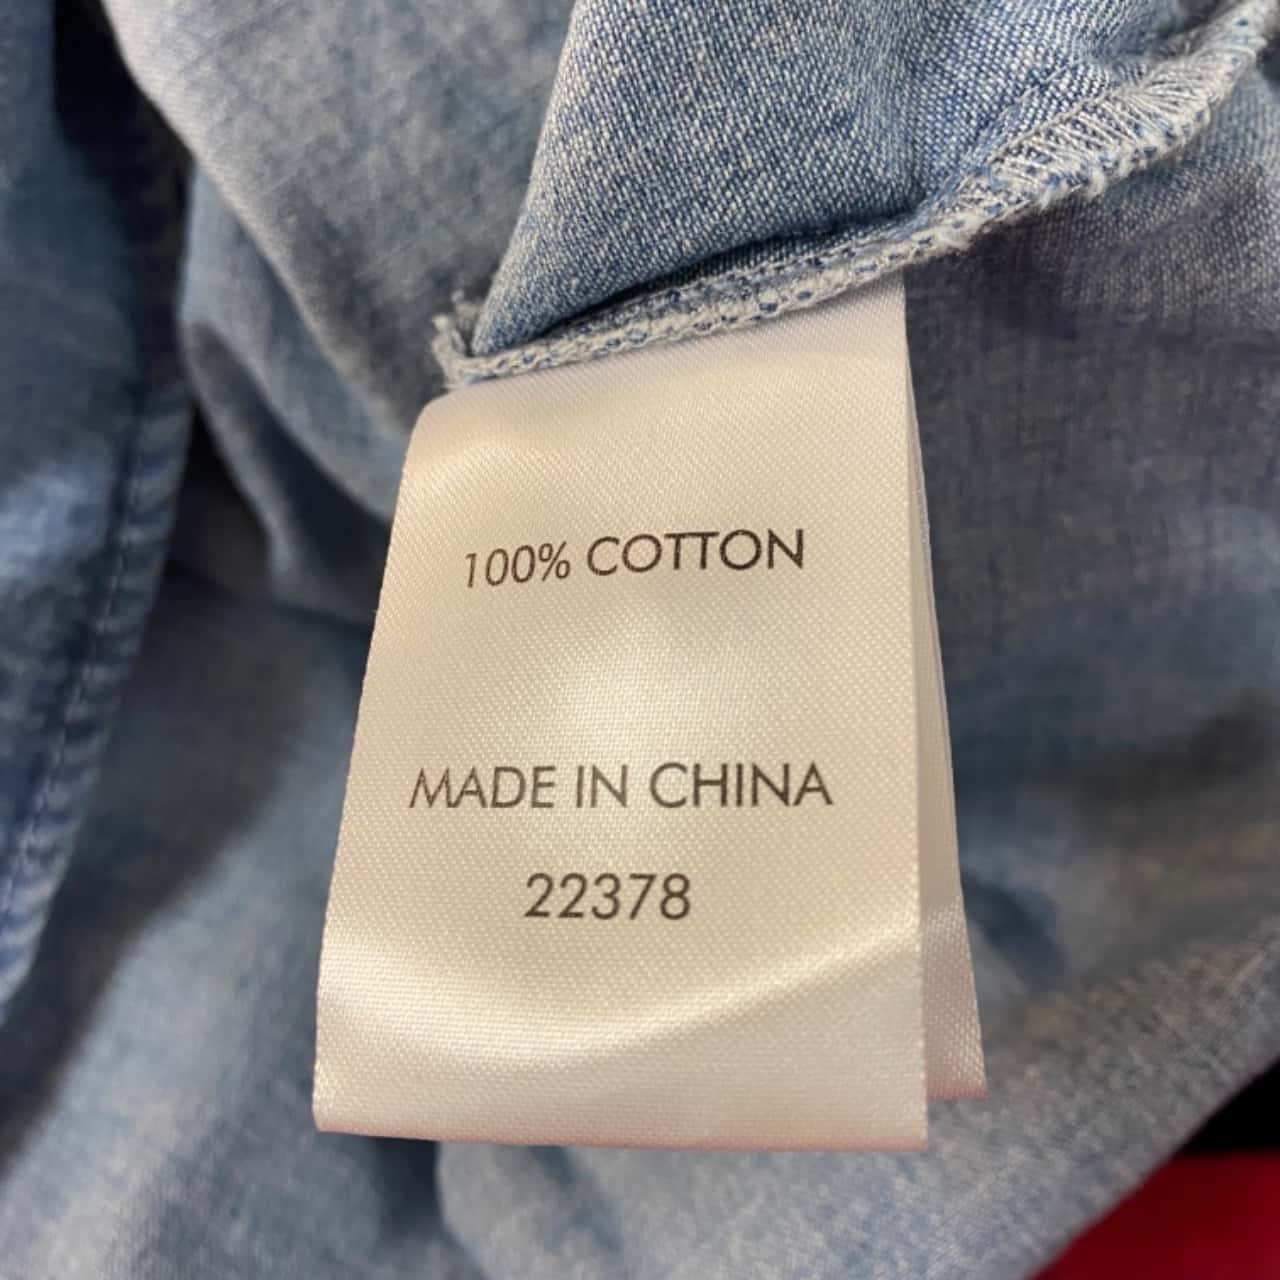 100% COTTON
MADE IN CHINA
22378